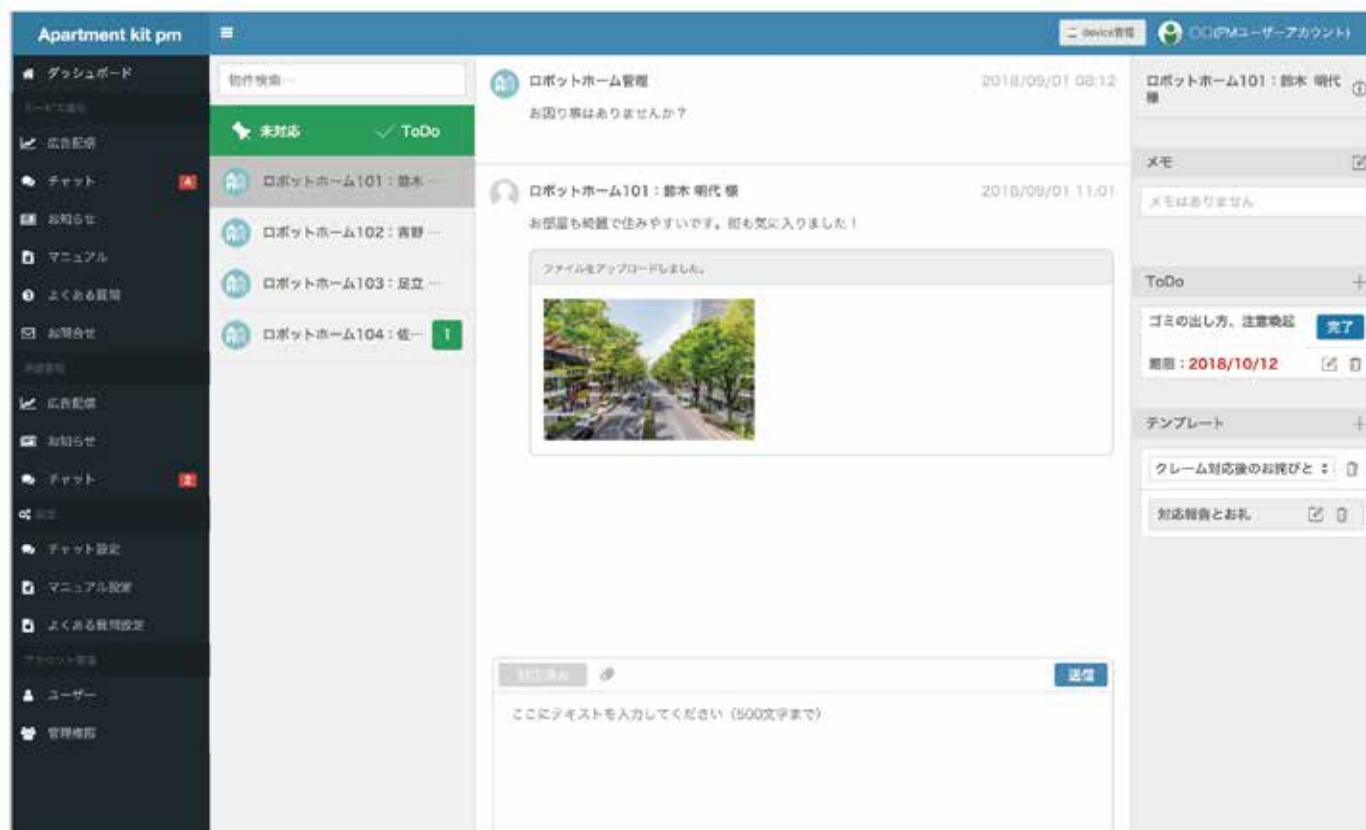 Apartment kit pm
device管理
〇〇(PMユーザーアカウント)
ダッシュボード
広告配信
チャット 4
お知らせ
マニュアル
よくある質問
お問合せ
広告配信
お知らせ
チャット 2
設定
チャット設定
マニュアル設定
よくある質問設定
アカウント管理
ユーザー
管理権限
物件検索…
未対応 ToDo
ロボットホーム101：鈴木 …
ロボットホーム102：吉野 …
ロボットホーム103：足立 …
ロボットホーム104：佐… 1
ロボットホーム管理 2018/09/01 08:12
お困り事はありませんか？
ロボットホーム101：鈴木 明代 様 2018/09/01 11:01
お部屋も綺麗で住みやすいです。街も気に入りました！
ファイルをアップロードしました。
対応済み 送信
ここにテキストを入力してください（500文字まで）
ロボットホーム101：鈴木 明代
様
メモ
メモはありません
ToDo
ゴミの出し方、注意喚起 完了
期限：2018/10/12
テンプレート
クレーム対応後のお詫びと
対応報告とお礼